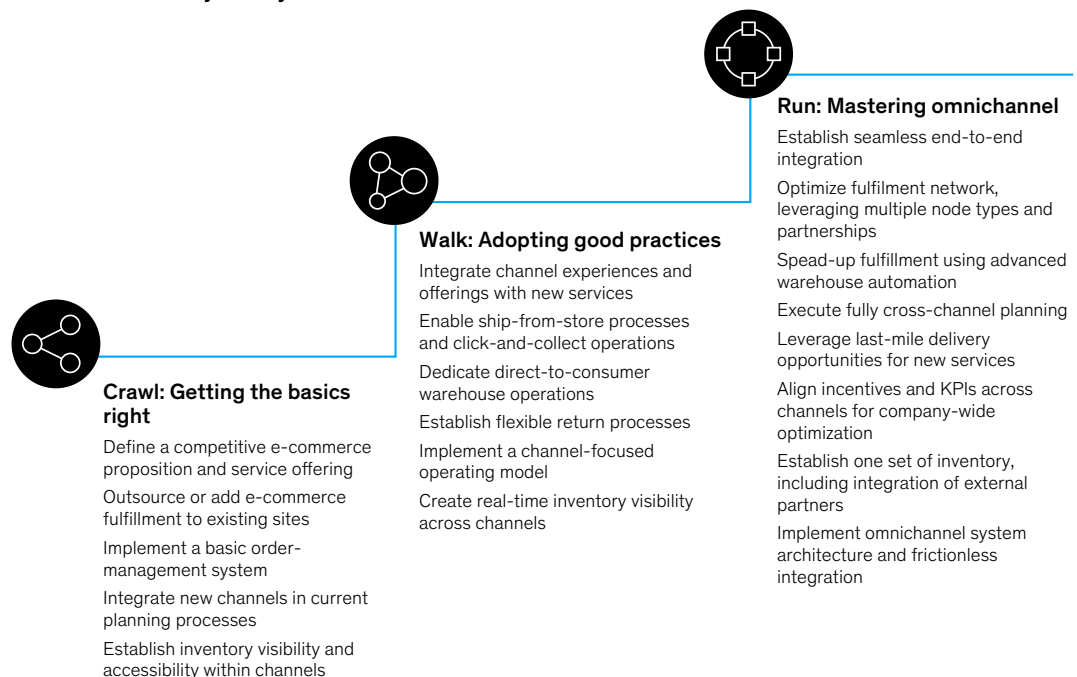 Crawl: Getting the basics
right
Define a competitive e-commerce
proposition and service offering
Outsource or add e-commerce
fulfillment to existing sites
Implement a basic order-
management system
Integrate new channels in current
planning processes
Establish inventory visibility and
accessibility within channels
Walk: Adopting good practices
Integrate channel experiences and
offerings with new services
Enable ship-from-store processes
and click-and-collect operations
Dedicate direct-to-consumer
warehouse operations
Establish flexible return processes
Implement a channel-focused
operating model
Create real-time inventory visibility
across channels
Run: Mastering omnichannel
Establish seamless end-to-end
integration
Optimize fulfilment network,
leveraging multiple node types and
partnerships
Spead-up fulfillment using advanced
warehouse automation
Execute fully cross-channel planning
Leverage last-mile delivery
opportunities for new services
Align incentives and KPIs across
channels for company-wide
optimization
Establish one set of inventory,
including integration of external
partners
Implement omnichannel system
architecture and frictionless
integration